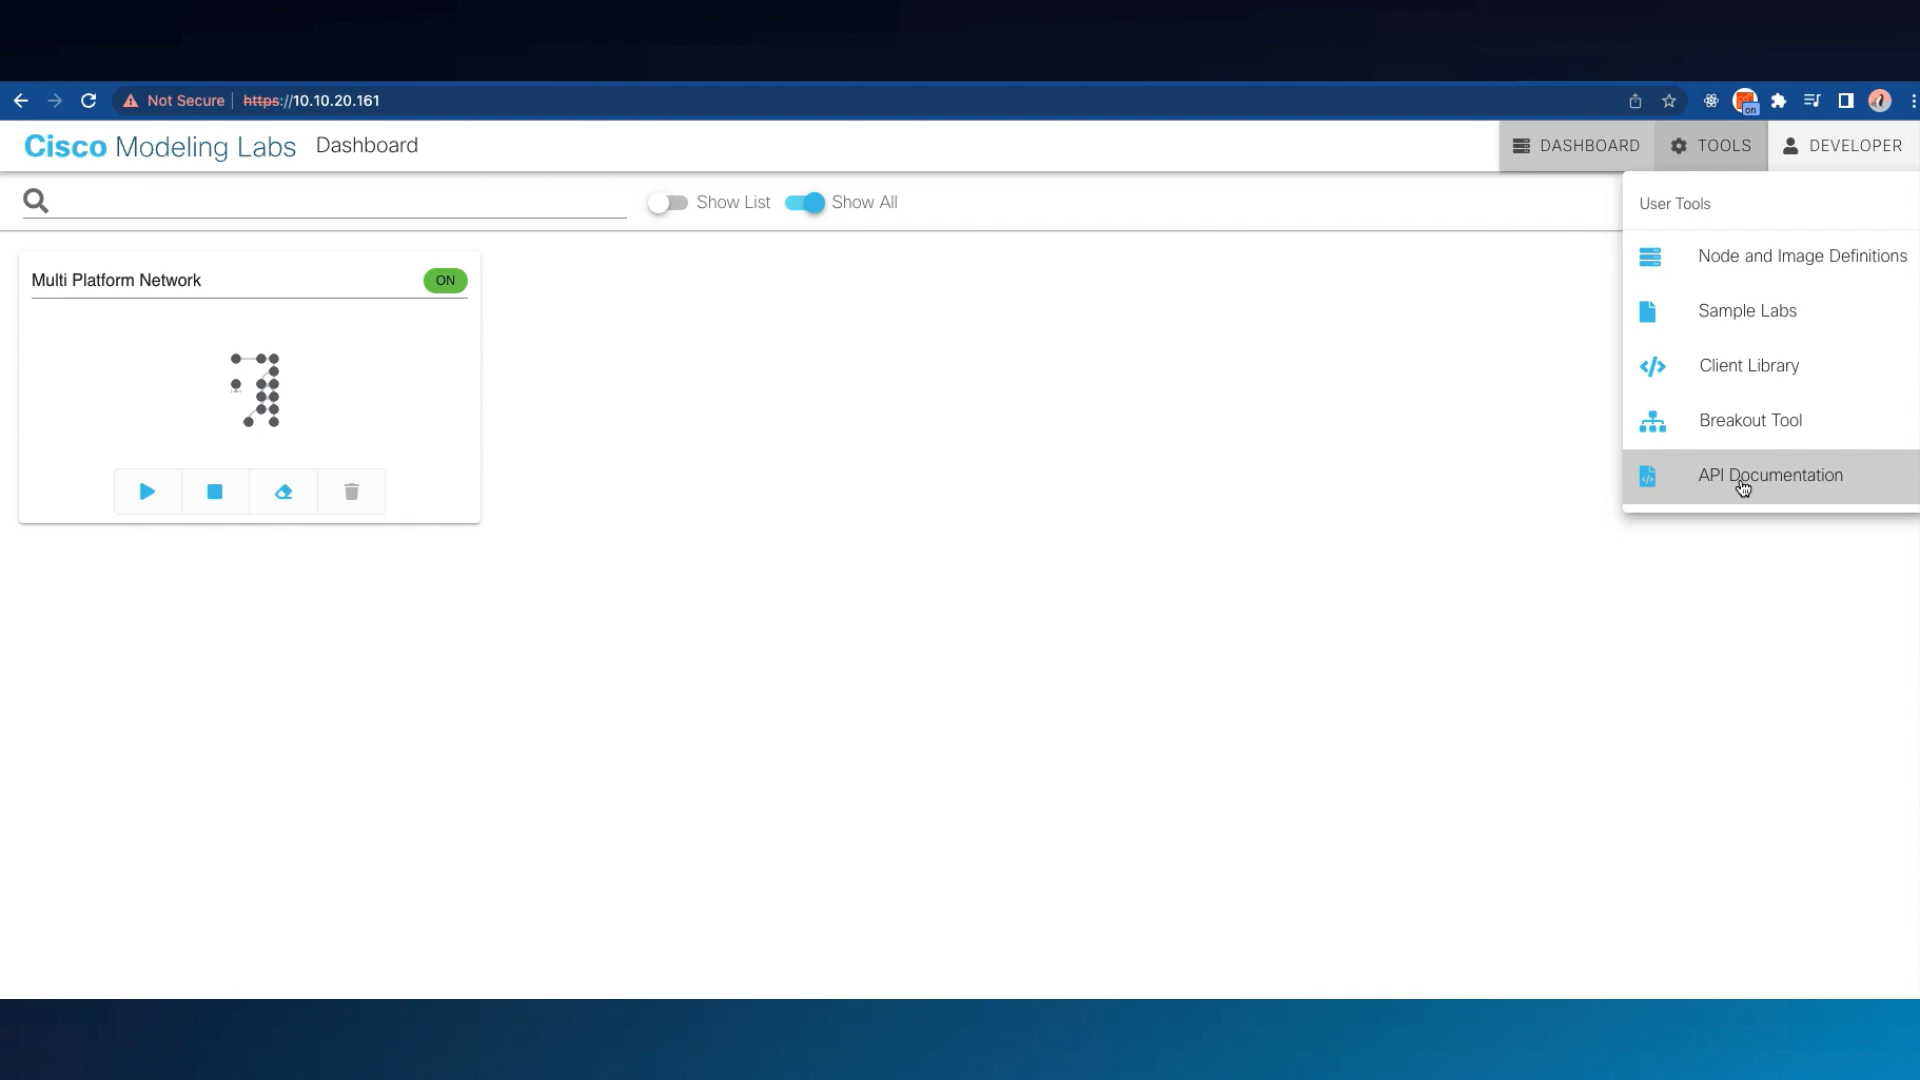 Not Secure https://10.10.20.161
on
Cisco Modeling Labs Dashboard
DASHBOARD TOOLS DEVELOPER
Show List Show All
User Tools
Multi Platform Network ON
Node and Image Definitions
Sample Labs
Client Library
Breakout Tool
API Documentation